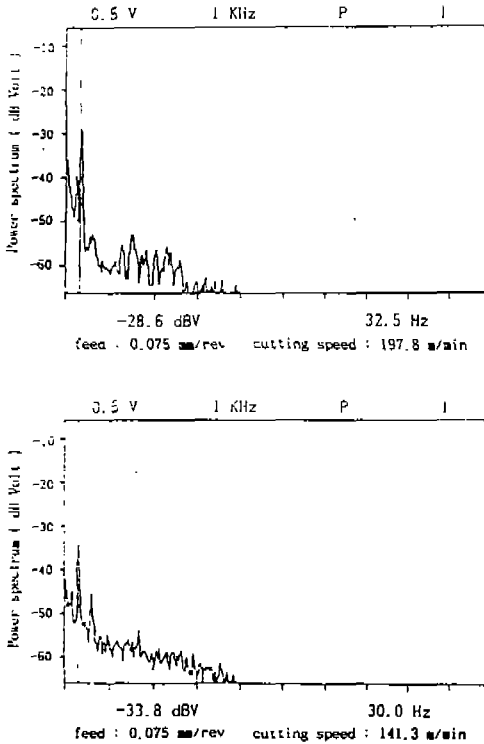 0.5 V 1 KHz P I
-10
-20
-30
-40
-50
-60
Power spectrum ( dB Volt )
-28.6 dBV 32.5 Hz
feed : 0.075 mm/rev cutting speed : 197.8 m/min
0.5 V 1 KHz P I
-10
-20
-30
-40
-50
-60
Power spectrum ( dB Volt )
-33.8 dBV 30.0 Hz
feed : 0.075 mm/rev cutting speed : 141.3 m/min